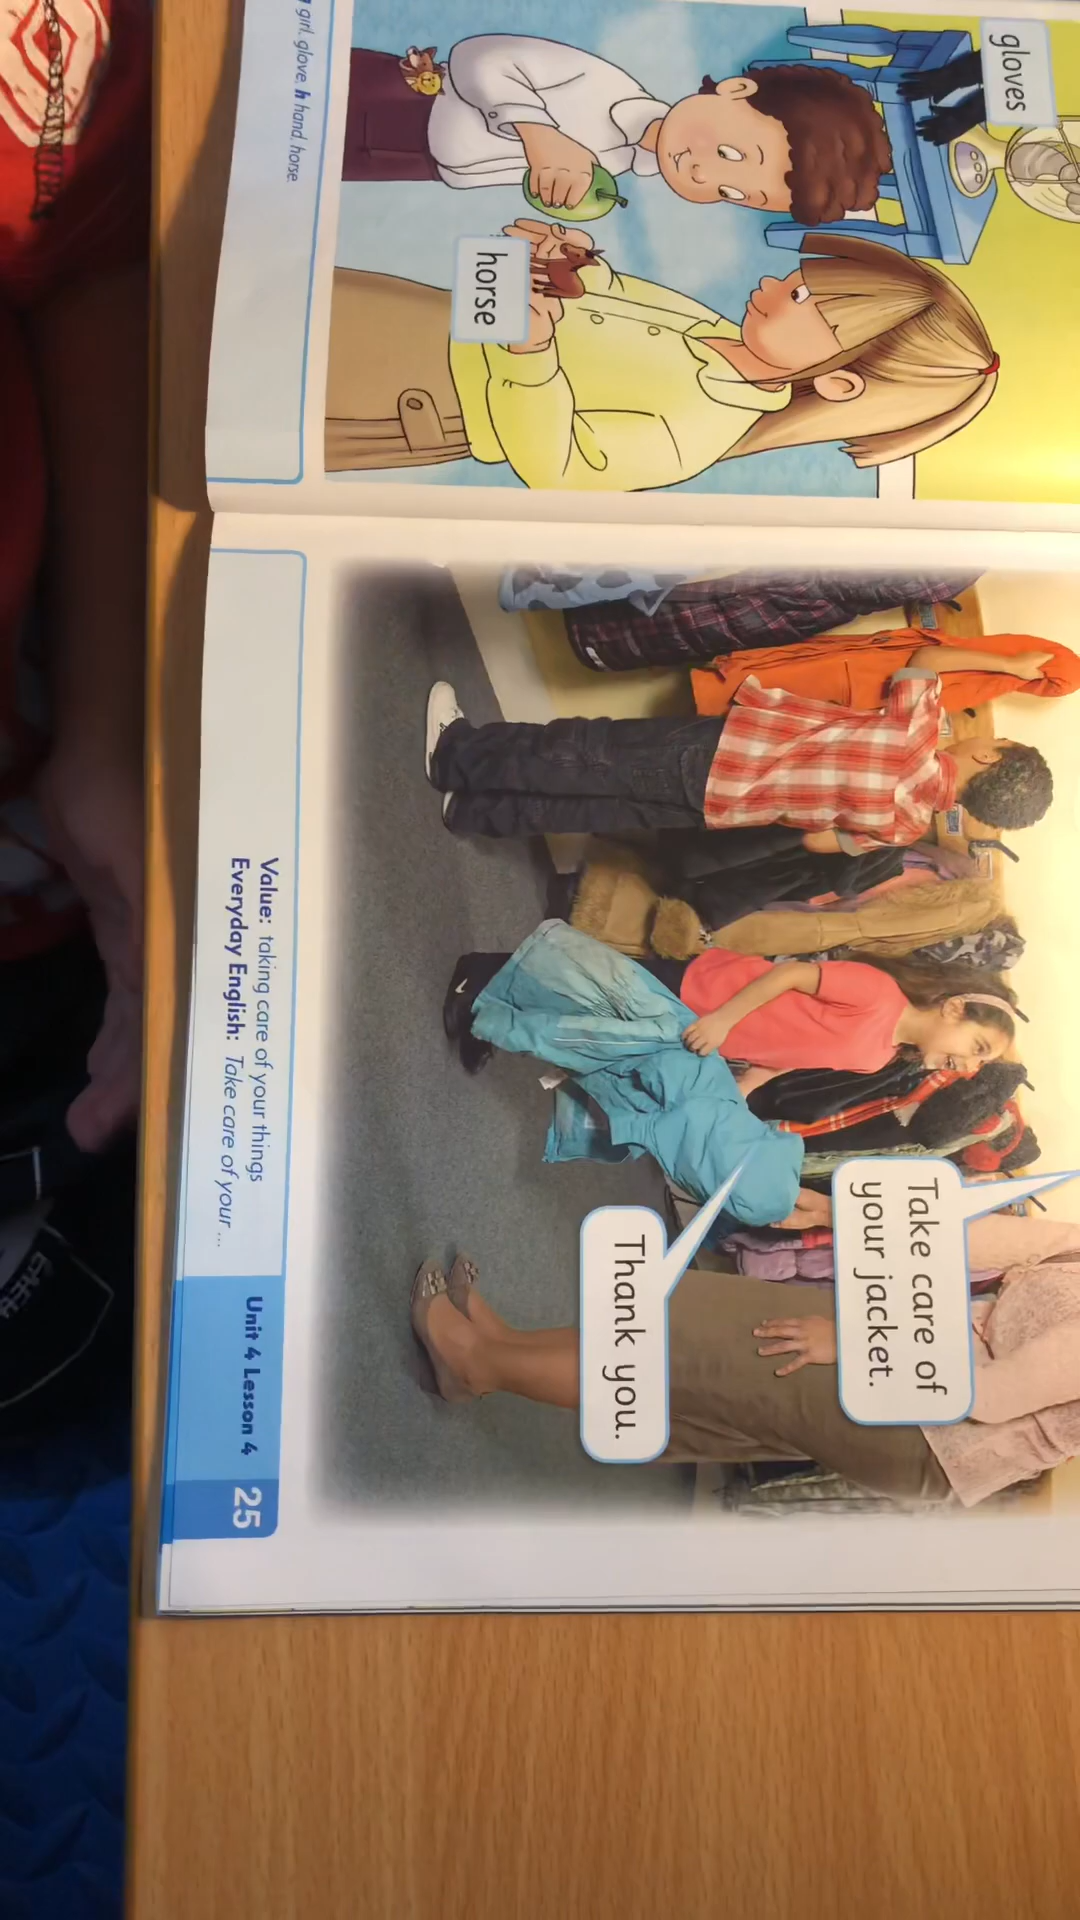 gloves
horse
girl, glove, h hand, horse
Take care of
your jacket.
Thank you.
Value: taking care of your things
Everyday English: Take care of your ...
Unit 4 Lesson 4 25